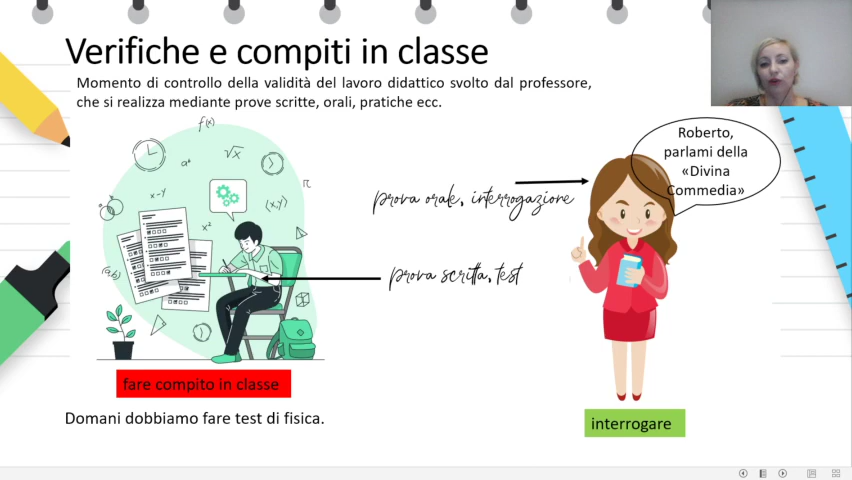 Verifiche e compiti in classe
Momento di controllo della validità del lavoro didattico svolto dal professore,
che si realizza mediante prove scritte, orali, pratiche ecc.
f(x)
√x
a⁺
π
x-y
(x,y)
x²
(a,b)
Roberto,
parlami della
«Divina
Commedia»
prova orale, interrogazione
prova scritta, test
fare compito in classe
Domani dobbiamo fare test di fisica.
interrogare